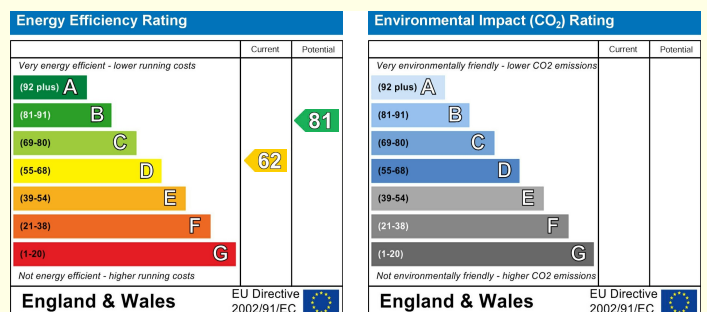 Energy Efficiency Rating
Current Potential
Very energy efficient - lower running costs
(92 plus) A
(81-91) B
(69-80) C
(55-68) D
(39-54) E
(21-38) F
(1-20) G
62
81
Not energy efficient - higher running costs
England & Wales
EU Directive
2002/91/EC
Environmental Impact (CO₂) Rating
Current Potential
Very environmentally friendly - lower CO2 emissions
(92 plus) A
(81-91) B
(69-80) C
(55-68) D
(39-54) E
(21-38) F
(1-20) G
Not environmentally friendly - higher CO2 emissions
England & Wales
EU Directive
2002/91/EC